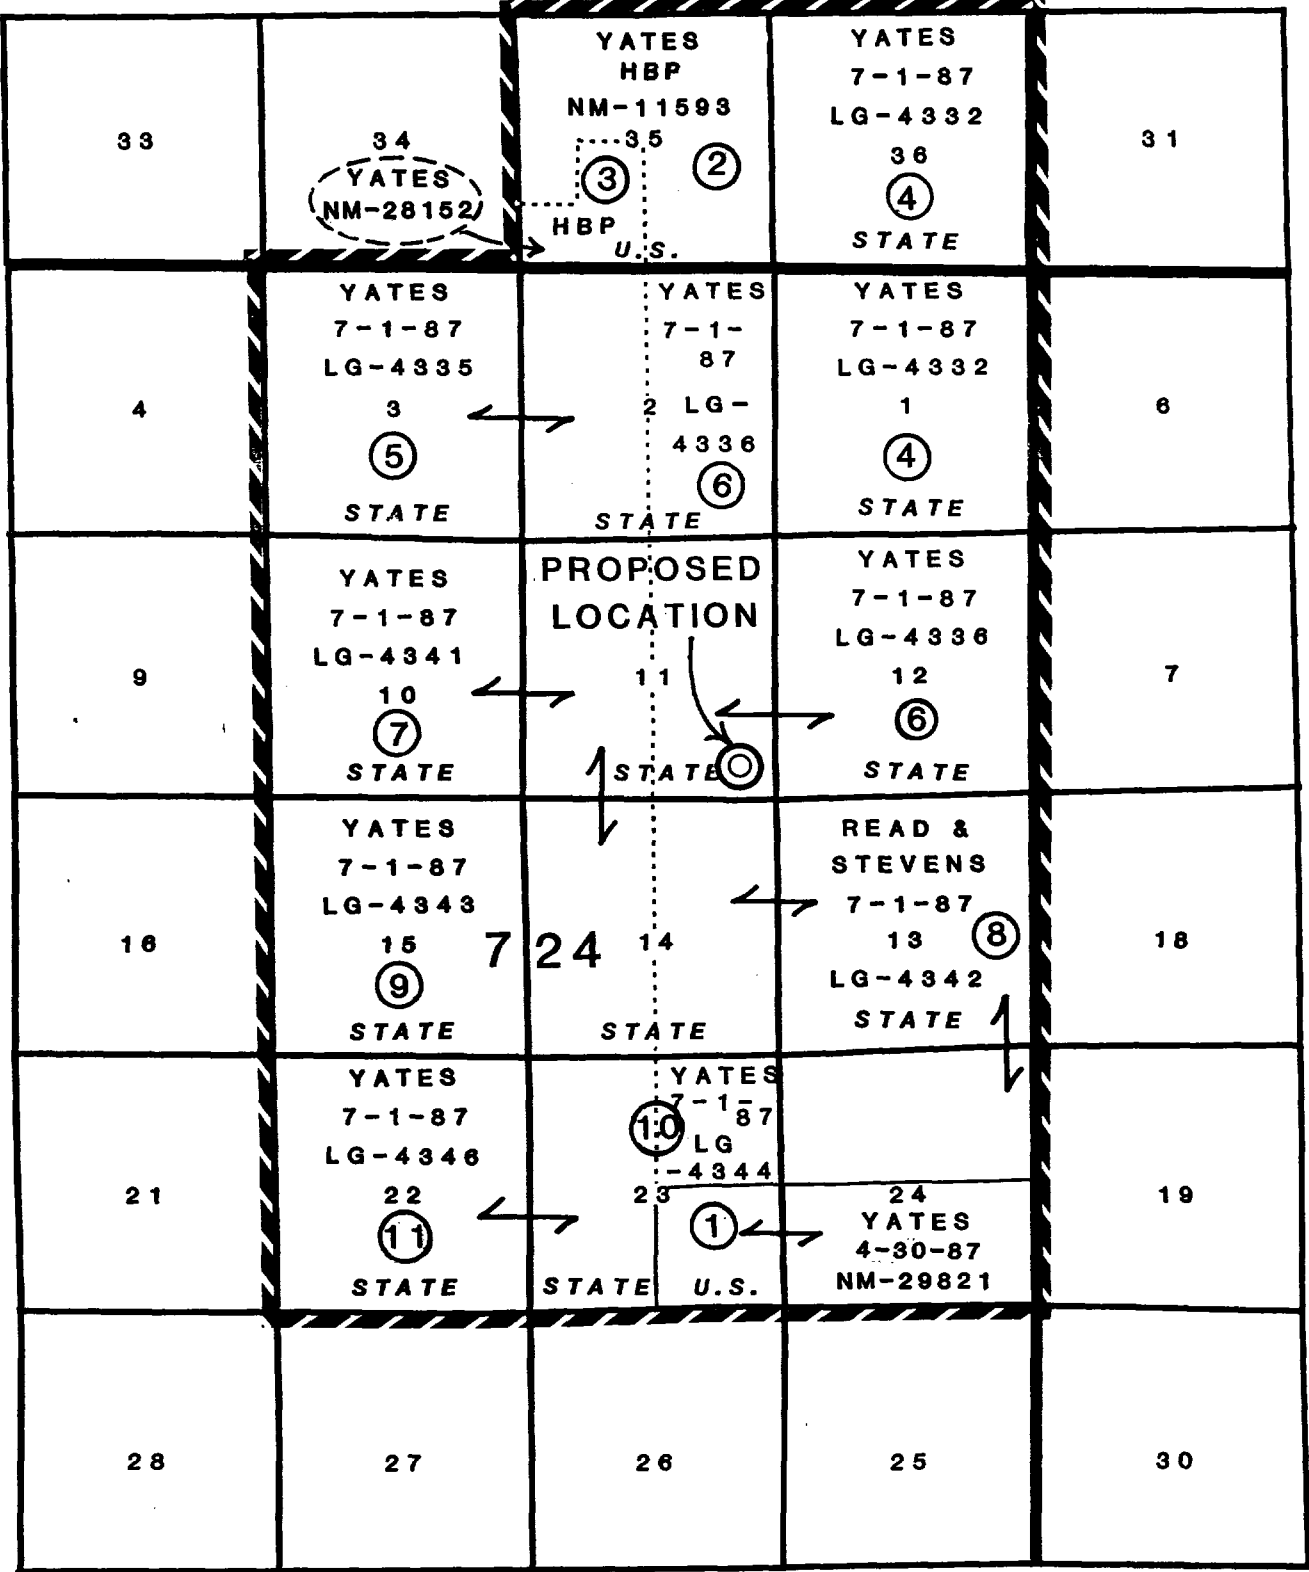 33
34
YATES
NM-28152
YATES
HBP
NM-11593
35
3
2
HBP
U.S.
YATES
7-1-87
LG-4332
36
4
STATE
31
4
YATES
7-1-87
LG-4335
3
5
STATE
2
YATES
7-1-
87
LG-
4336
6
STATE
YATES
7-1-87
LG-4332
1
4
STATE
6
9
YATES
7-1-87
LG-4341
10
7
STATE
PROPOSED
LOCATION
11
STATE
YATES
7-1-87
LG-4336
12
6
STATE
7
16
YATES
7-1-87
LG-4343
15
9
STATE
7 24
14
STATE
READ &
STEVENS
7-1-87
13
8
LG-4342
STATE
18
21
YATES
7-1-87
LG-4346
22
11
STATE
YATES
7-1-
87
10
LG
-4344
23
1
STATE
U.S.
24
YATES
4-30-87
NM-29821
19
28
27
26
25
30